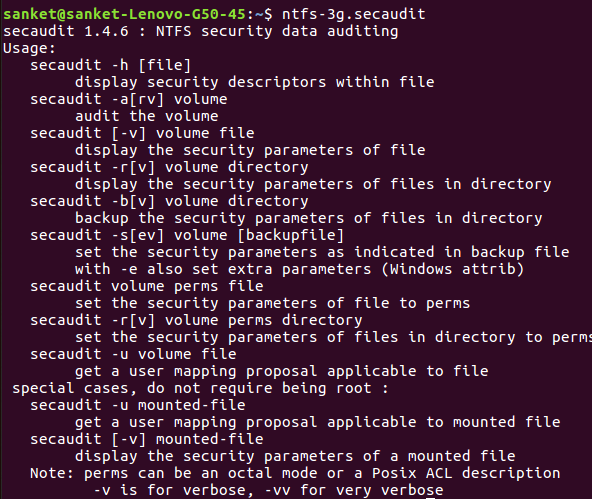 sanket@sanket-Lenovo-G50-45:~$ ntfs-3g.secaudit
secaudit 1.4.6 : NTFS security data auditing
Usage:
   secaudit -h [file]
        display security descriptors within file
   secaudit -a[rv] volume
        audit the volume
   secaudit [-v] volume file
        display the security parameters of file
   secaudit -r[v] volume directory
        display the security parameters of files in directory
   secaudit -b[v] volume directory
        backup the security parameters of files in directory
   secaudit -s[ev] volume [backupfile]
        set the security parameters as indicated in backup file
        with -e also set extra parameters (Windows attrib)
   secaudit volume perms file
        set the security parameters of file to perms
   secaudit -r[v] volume perms directory
        set the security parameters of files in directory to perms
   secaudit -u volume file
        get a user mapping proposal applicable to file
 special cases, do not require being root :
   secaudit -u mounted-file
        get a user mapping proposal applicable to mounted file
   secaudit [-v] mounted-file
        display the security parameters of a mounted file
   Note: perms can be an octal mode or a Posix ACL description
          -v is for verbose, -vv for very verbose